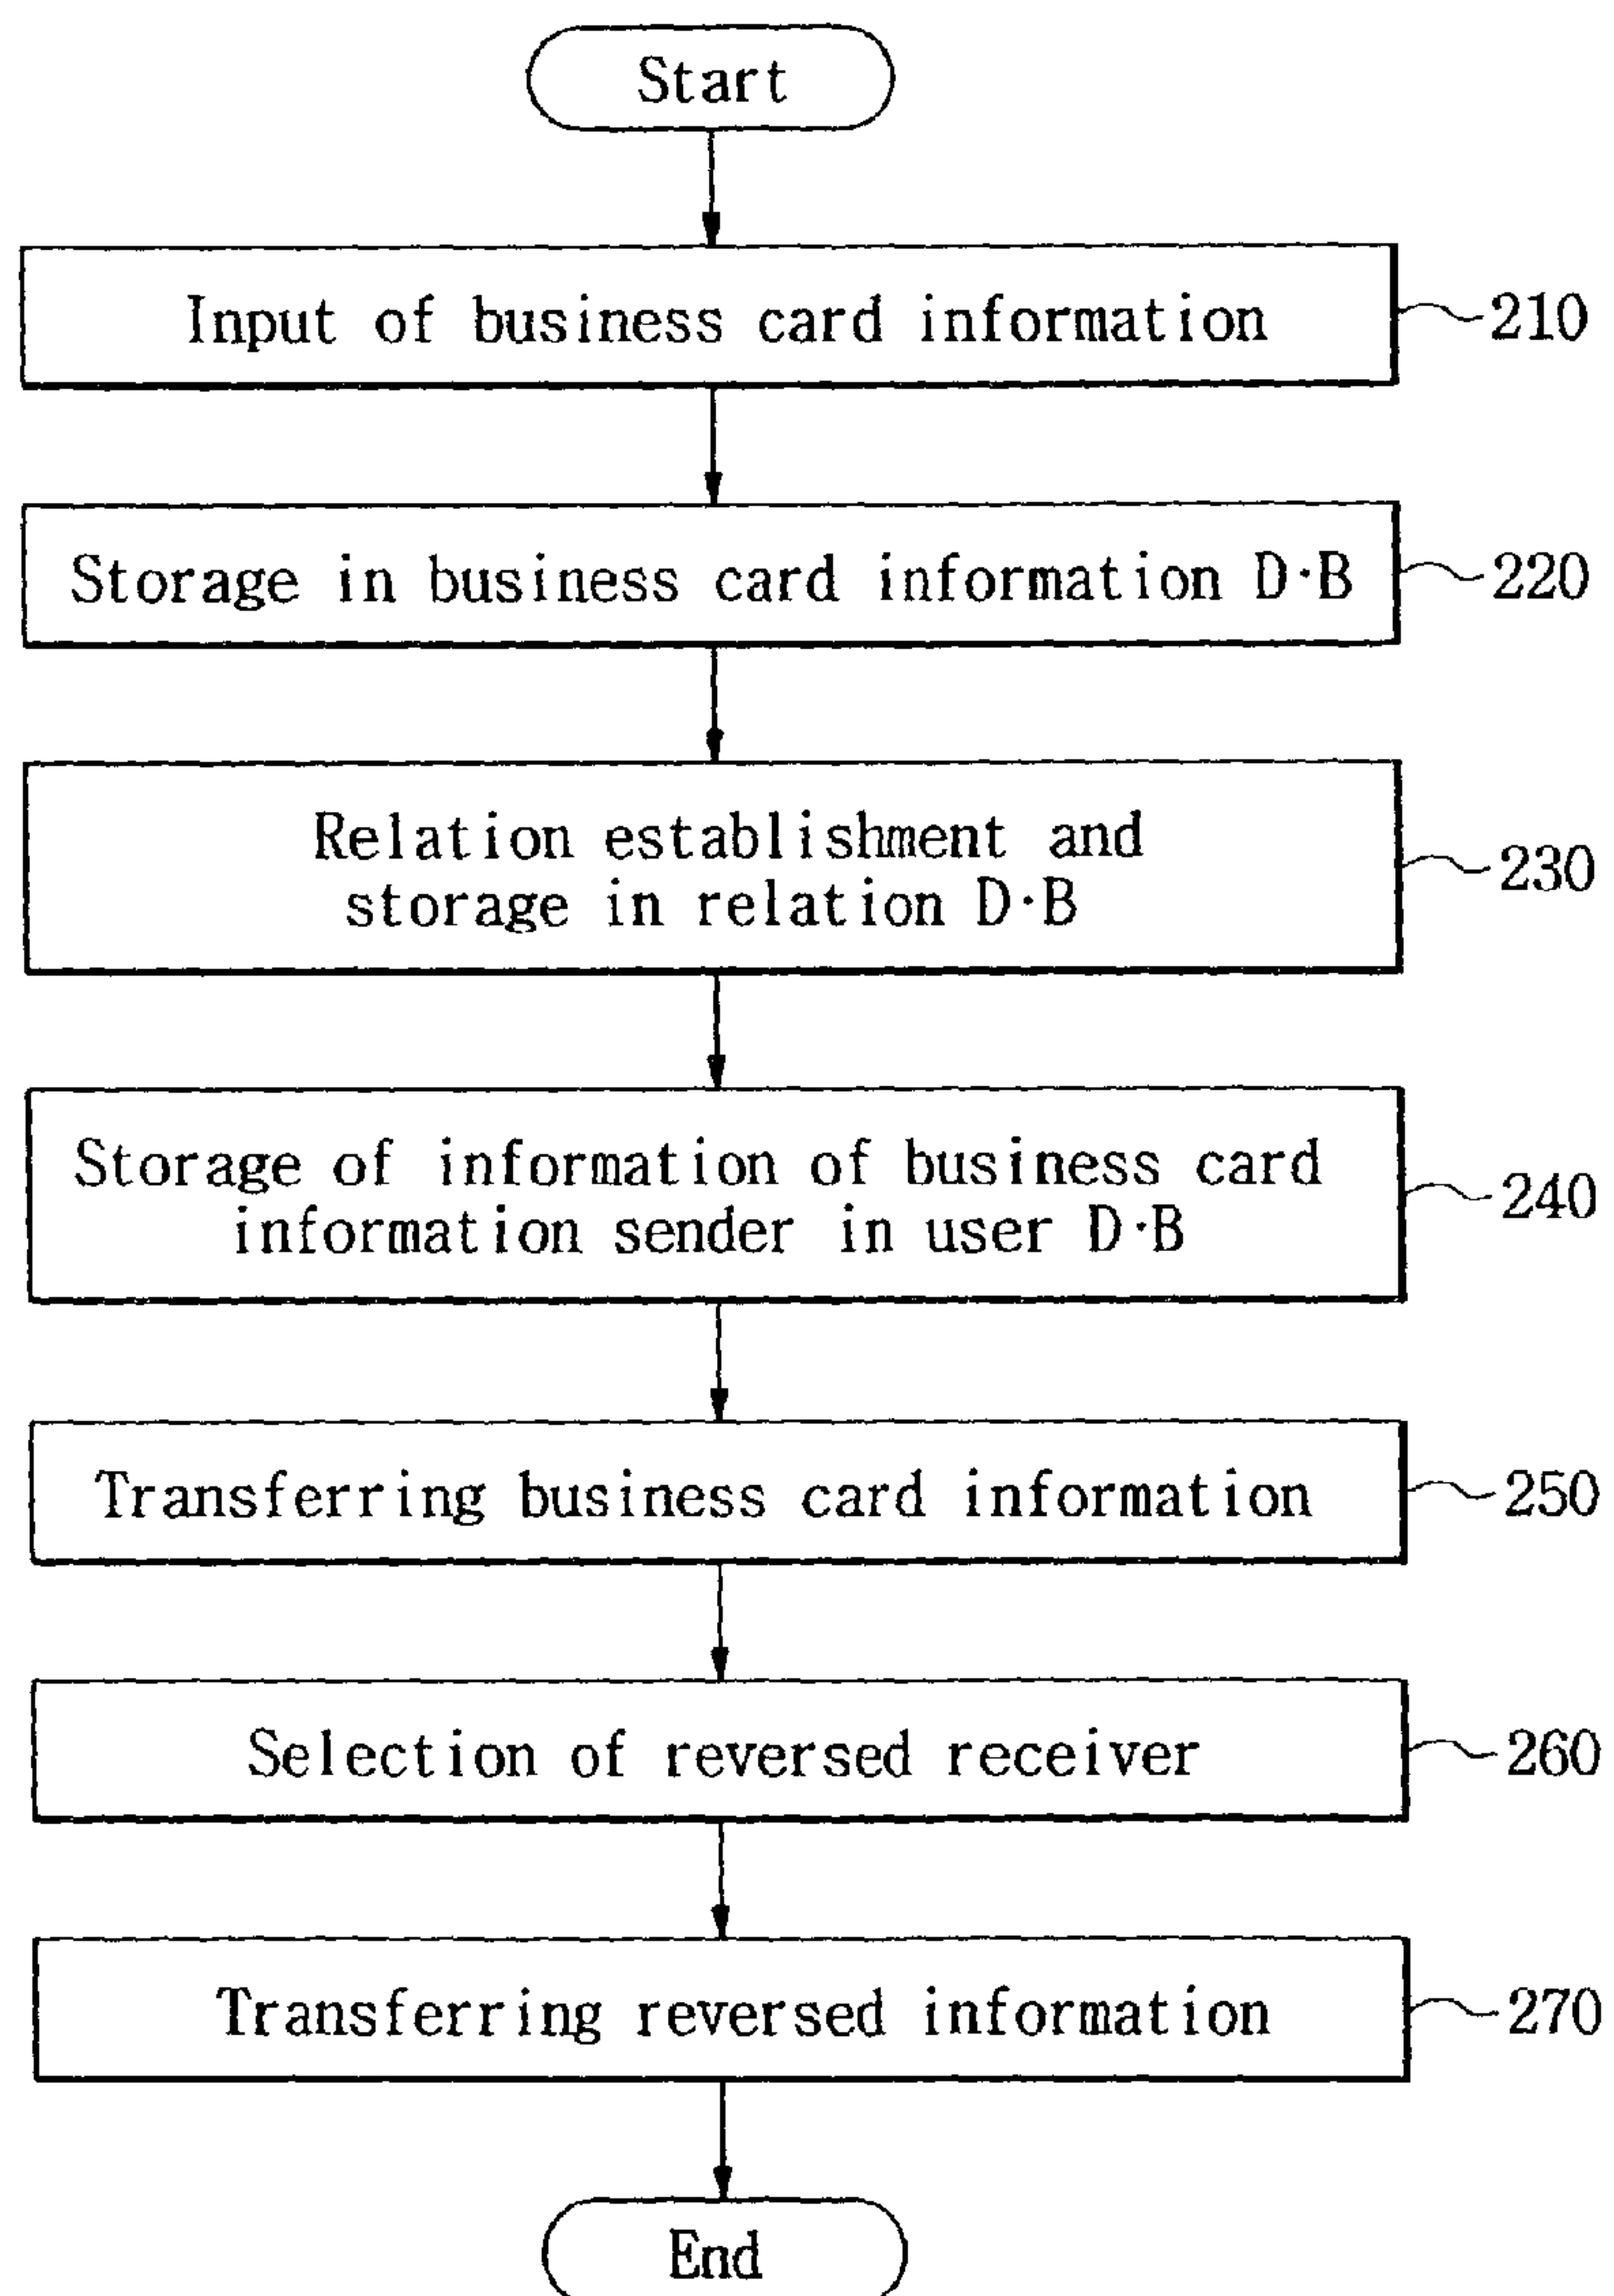 Start
Input of business card information
210
Storage in business card information D·B
220
Relation establishment and
storage in relation D·B
230
Storage of information of business card
information sender in user D·B
240
Transferring business card information
250
Selection of reversed receiver
260
Transferring reversed information
270
End